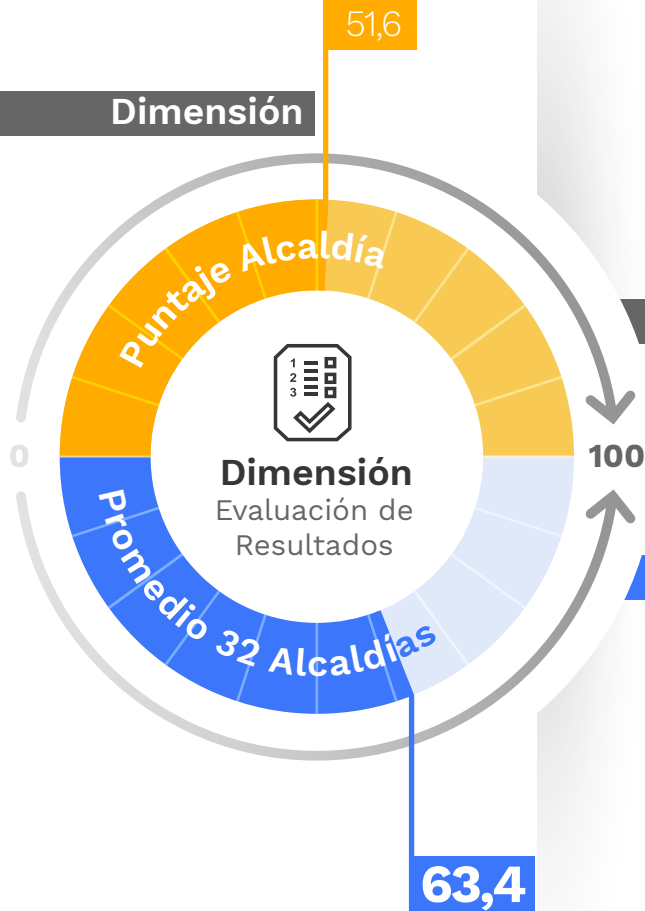 51,6
Dimensión
Puntaje Alcaldía
0
100
1
2
3
Dimensión
Evaluación de
Resultados
Promedio 32 Alcaldías
63,4